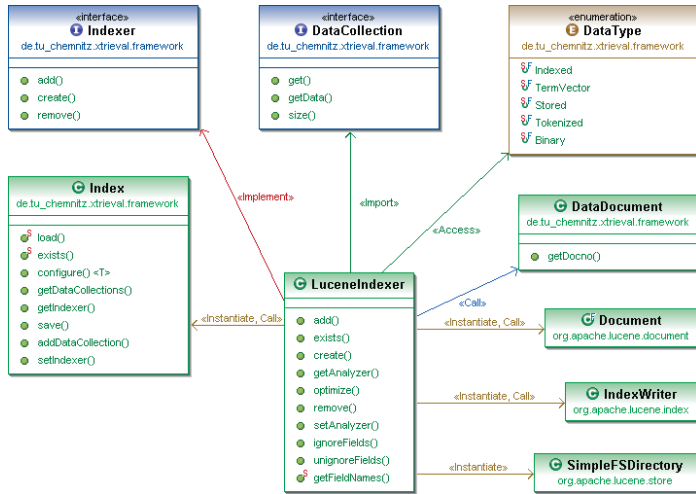 «interface»
Indexer
de.tu_chemnitz.xtrieval.framework
add()
create()
remove()
«interface»
DataCollection
de.tu_chemnitz.xtrieval.framework
get()
getData()
size()
«enumeration»
DataType
de.tu_chemnitz.xtrieval.framework
Indexed
TermVector
Stored
Tokenized
Binary
Index
de.tu_chemnitz.xtrieval.framework
load()
exists()
configure() <T>
getDataCollections()
getIndexer()
save()
addDataCollection()
setIndexer()
«Implement»
«Import»
«Access»
«Call»
DataDocument
de.tu_chemnitz.xtrieval.framework
getDocno()
«Instantiate, Call»
LuceneIndexer
add()
exists()
create()
getAnalyzer()
optimize()
remove()
setAnalyzer()
ignoreFields()
unignoreFields()
getFieldNames()
«Instantiate, Call»
Document
org.apache.lucene.document
«Instantiate, Call»
IndexWriter
org.apache.lucene.index
«Instantiate»
SimpleFSDirectory
org.apache.lucene.store